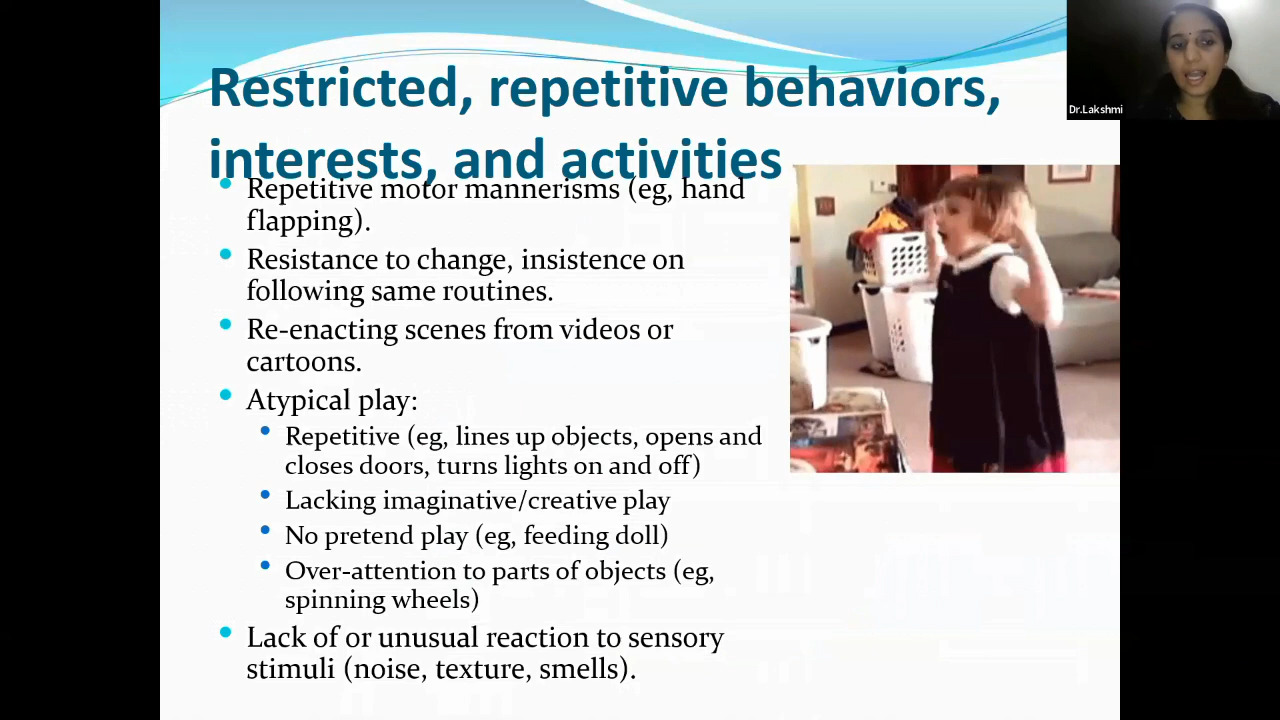 Restricted, repetitive behaviors,
interests, and activities
Dr.Lakshmi
• Repetitive motor mannerisms (eg, hand
flapping).
• Resistance to change, insistence on
following same routines.
• Re-enacting scenes from videos or
cartoons.
• Atypical play:
• Repetitive (eg, lines up objects, opens and
closes doors, turns lights on and off)
• Lacking imaginative/creative play
• No pretend play (eg, feeding doll)
• Over-attention to parts of objects (eg,
spinning wheels)
• Lack of or unusual reaction to sensory
stimuli (noise, texture, smells).